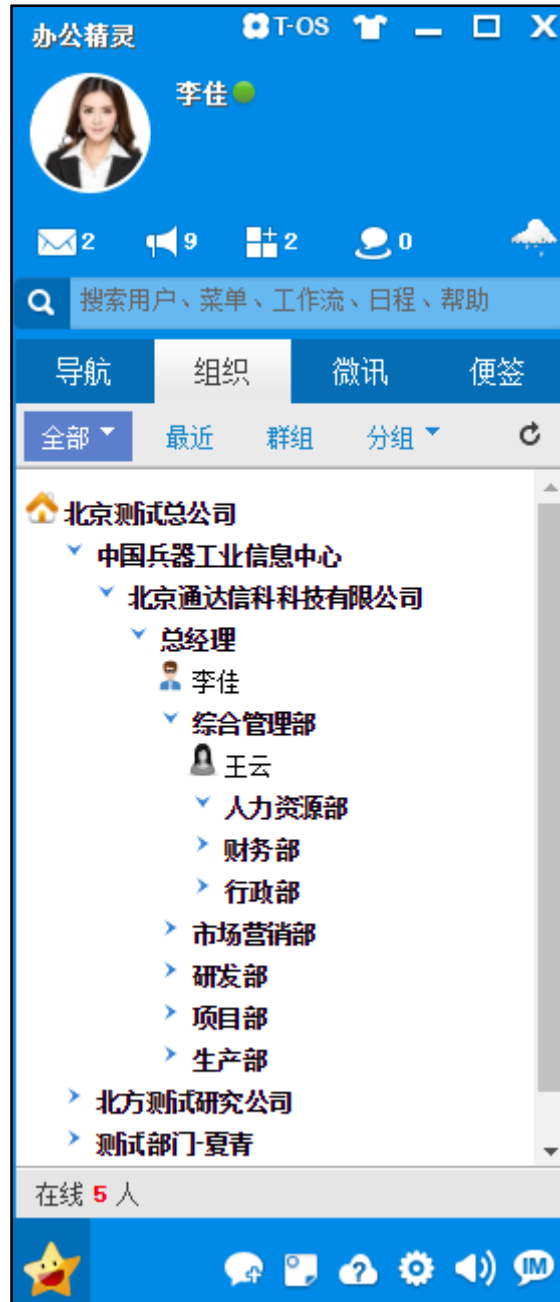 办公精灵 T-OS
李佳
2 9 2 0
搜索用户、菜单、工作流、日程、帮助
导航 组织 微讯 便签
全部 最近 群组 分组
北京测试总公司
中国兵器工业信息中心
北京通达信科科技有限公司
总经理
李佳
综合管理部
王云
人力资源部
财务部
行政部
市场营销部
研发部
项目部
生产部
北方测试研究公司
测试部门-夏青
在线 5 人
IM